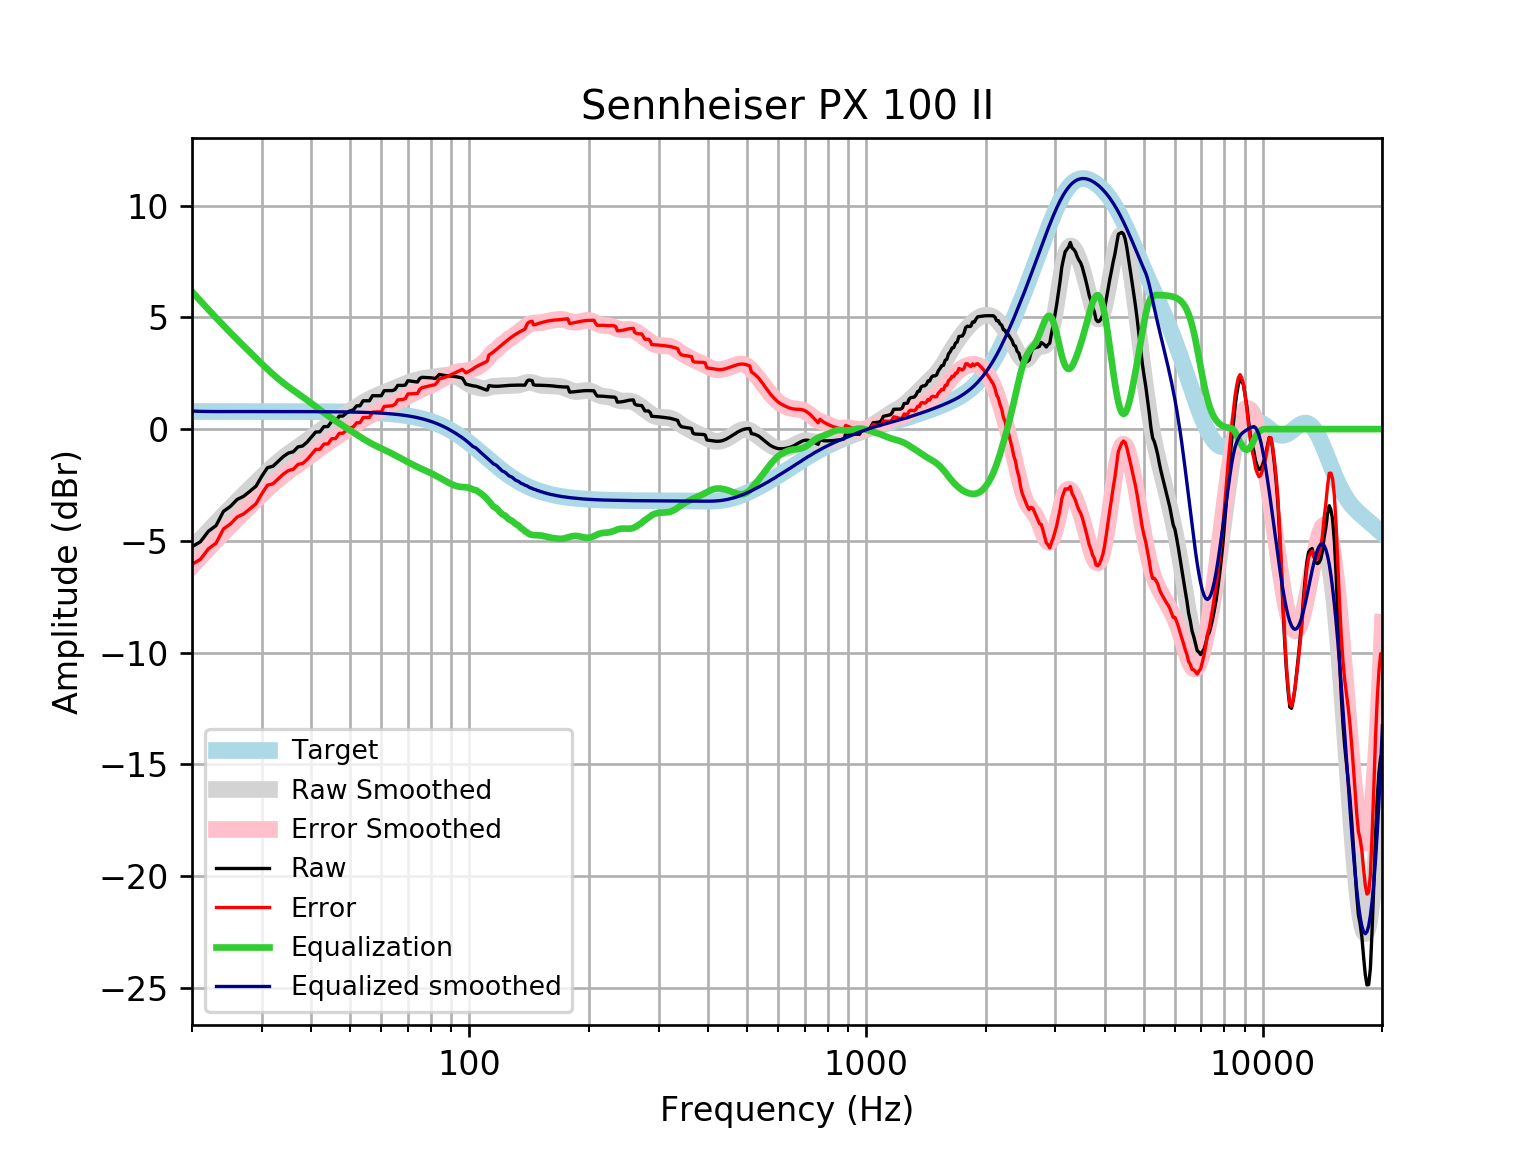 Sennheiser PX 100 II
10
5
0
−5
−10
−15
−20
−25
Amplitude (dBr)
Target
Raw Smoothed
Error Smoothed
Raw
Error
Equalization
Equalized smoothed
100
1000
10000
Frequency (Hz)